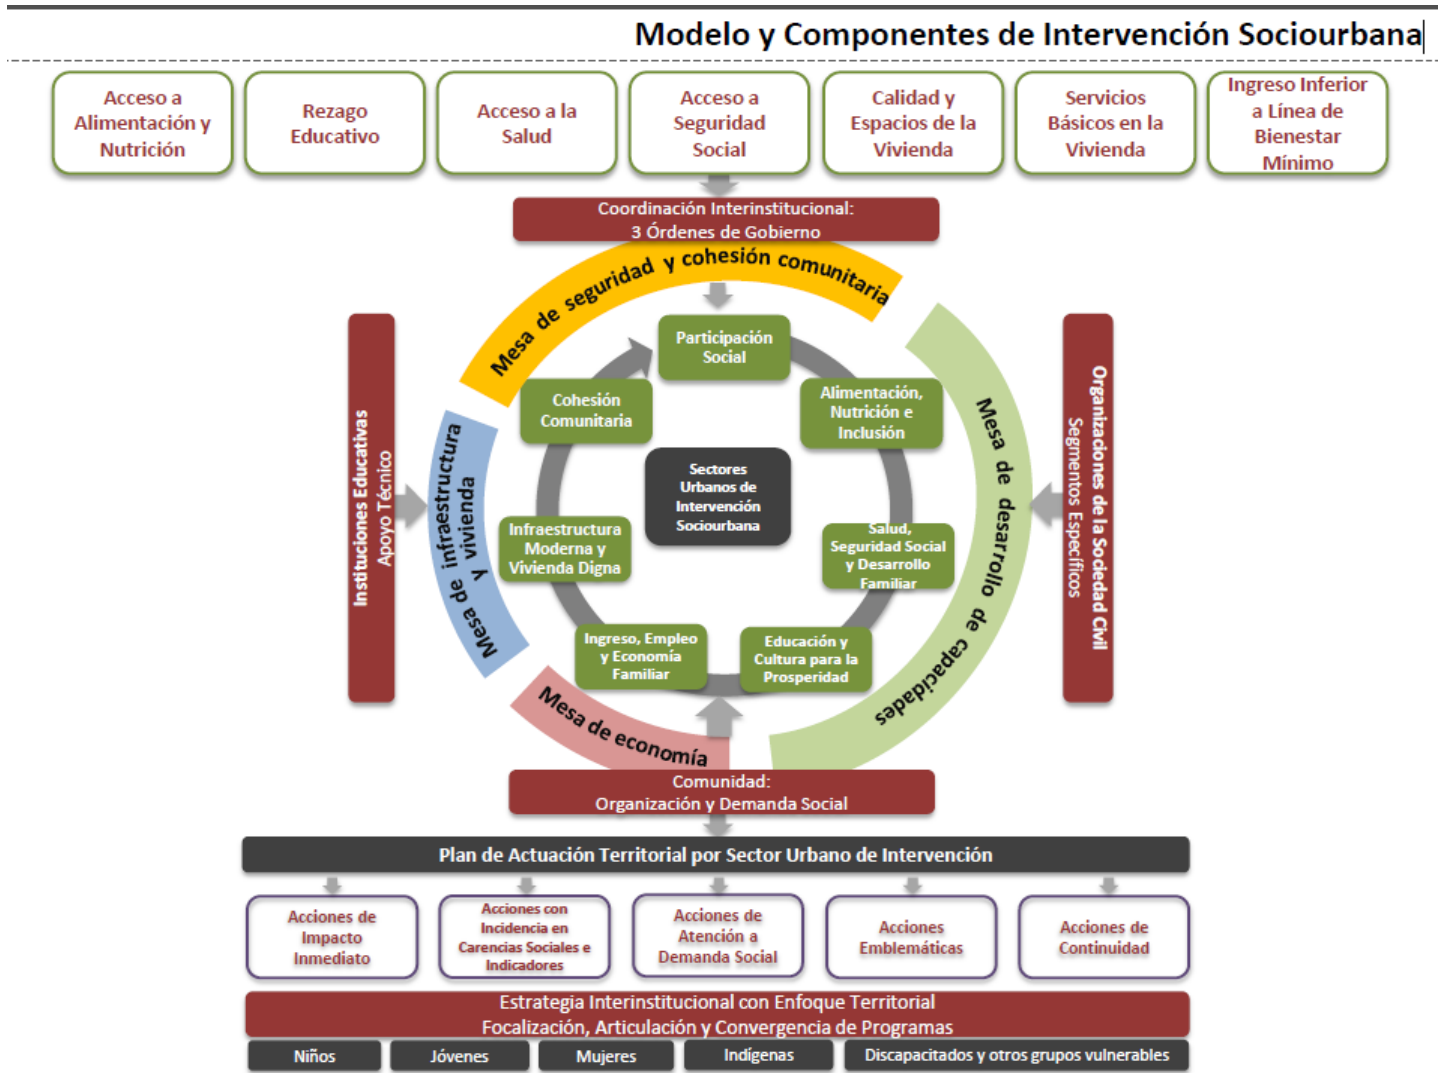 Modelo y Componentes de Intervención Sociourbana
Acceso a
Alimentación y
Nutrición
Rezago
Educativo
Acceso a la
Salud
Acceso a
Seguridad
Social
Calidad y
Espacios de la
Vivienda
Servicios
Básicos en la
Vivienda
Ingreso Inferior
a Línea de
Bienestar
Mínimo
Coordinación Interinstitucional:
3 Órdenes de Gobierno
Mesa de seguridad y cohesión comunitaria
Mesa de desarrollo de capacidades
Mesa de economía
Mesa de infraestructura
y vivienda
Instituciones Educativas
Apoyo Técnico
Organizaciones de la Sociedad Civil
Segmentos Específicos
Participación
Social
Alimentación,
Nutrición e
Inclusión
Salud,
Seguridad Social
y Desarrollo
Familiar
Educación y
Cultura para la
Prosperidad
Ingreso, Empleo
y Economía
Familiar
Infraestructura
Moderna y
Vivienda Digna
Cohesión
Comunitaria
Sectores
Urbanos de
Intervención
Sociourbana
Comunidad:
Organización y Demanda Social
Plan de Actuación Territorial por Sector Urbano de Intervención
Acciones de
Impacto
Inmediato
Acciones con
Incidencia en
Carencias Sociales e
Indicadores
Acciones de
Atención a
Demanda Social
Acciones
Emblemáticas
Acciones de
Continuidad
Estrategia Interinstitucional con Enfoque Territorial
Focalización, Articulación y Convergencia de Programas
Niños
Jóvenes
Mujeres
Indígenas
Discapacitados y otros grupos vulnerables